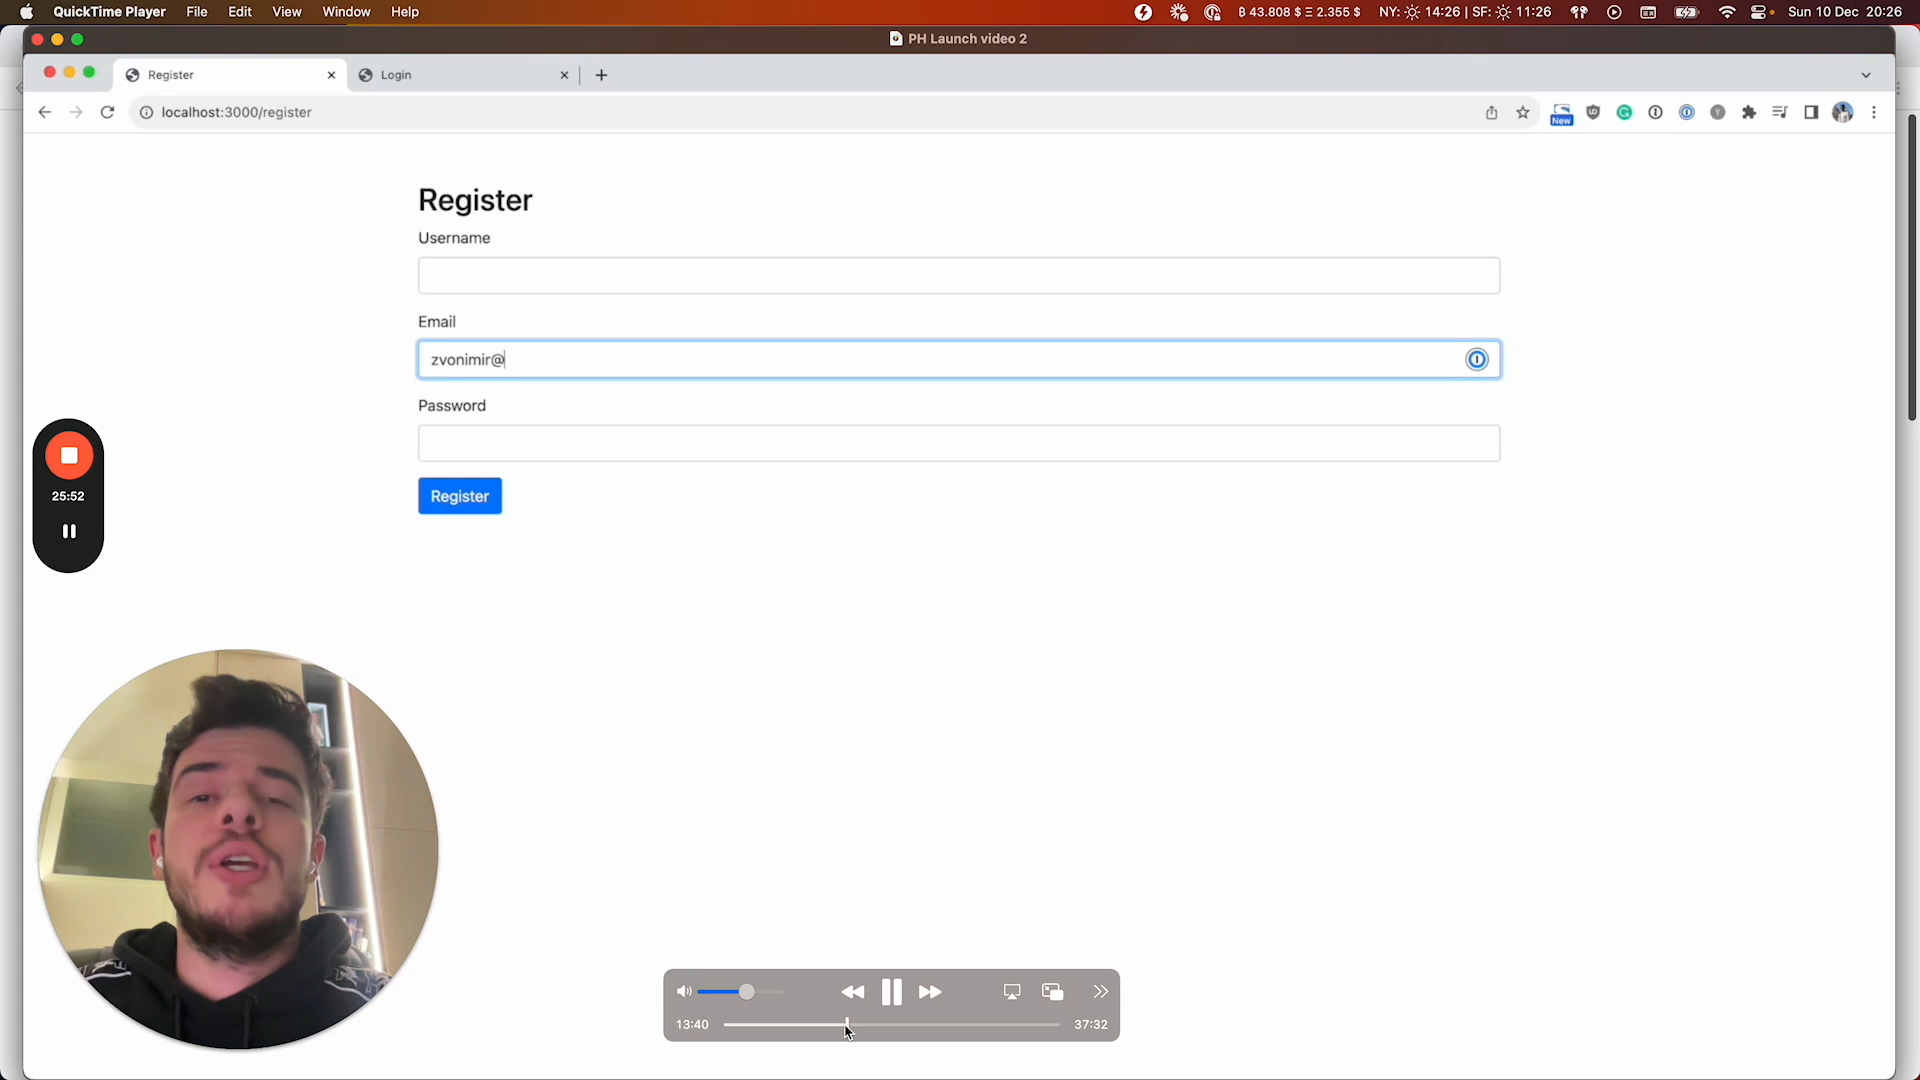 QuickTime Player File Edit View Window Help
₿ 43.808 $ Ξ 2.355 $ NY: 14:26 | SF: 11:26 Sun 10 Dec 20:26
PH Launch video 2
Register Login
localhost:3000/register
New
Register
Username
Email
zvonimir@
Password
Register
25:52
13:40 37:32